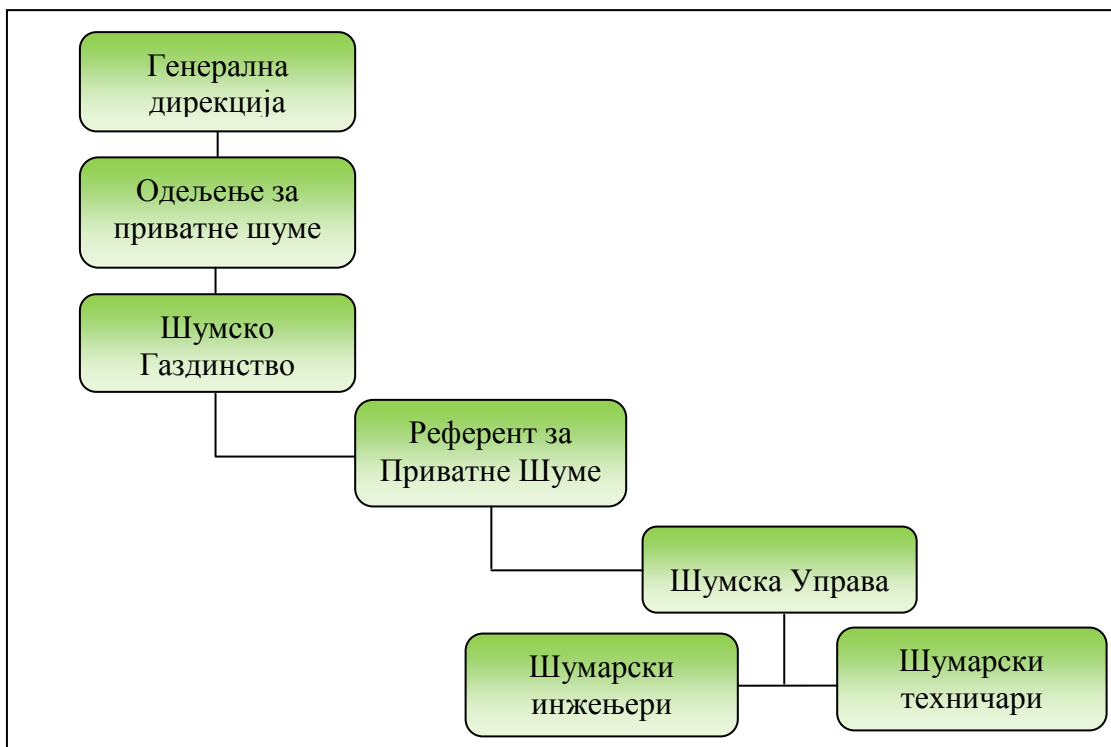 Генерална
дирекција
Одељење за
приватне шуме
Шумско
Газдинство
Референт за
Приватне Шуме
Шумска Управа
Шумарски
инжењери
Шумарски
техничари